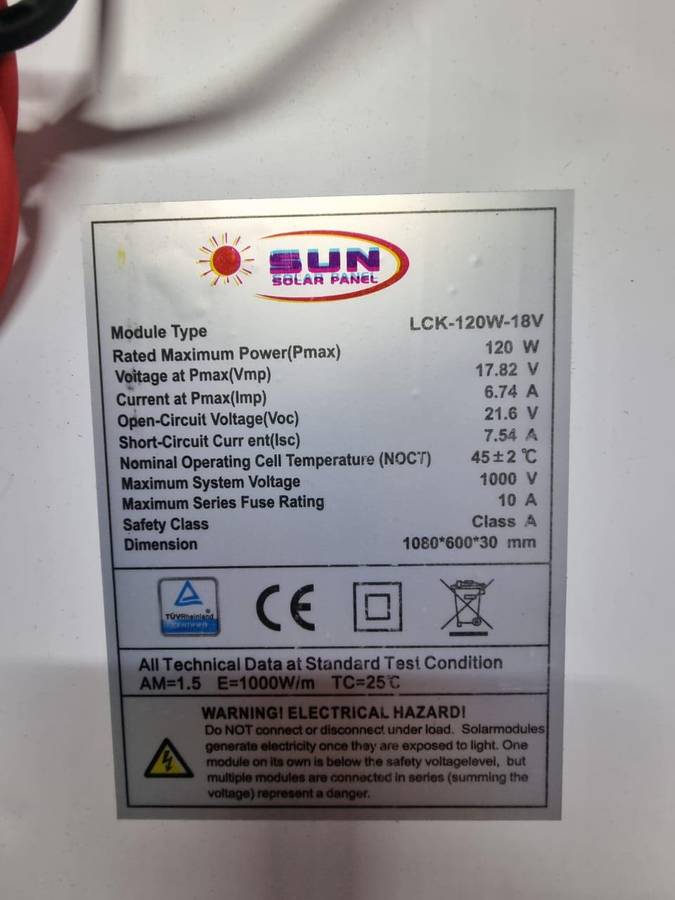 SUN
SOLAR PANEL
Module Type LCK-120W-18V
Rated Maximum Power(Pmax) 120 W
Voitage at Pmax(Vmp) 17.82 V
Current at Pmax(Imp) 6.74 A
Open-Circuit Voltage(Voc) 21.6 V
Short-Circuit Curr ent(Isc) 7.54 A
Nominal Operating Cell Temperature (NOCT) 45±2℃
Maximum System Voltage 1000 V
Maximum Series Fuse Rating 10 A
Safety Class Class A
Dimension 1080*600*30 mm
TÜVRheinland
CE
All Technical Data at Standard Test Condition
AM=1.5 E=1000W/m TC=25℃
WARNING! ELECTRICAL HAZARD!
Do NOT connect or disconnect under load. Solarmodules
generate electricity once they are exposed to light. One
module on its own is below the safety voltagelevel, but
multiple modules are connected in series (summing the
voltage) represent a danger.